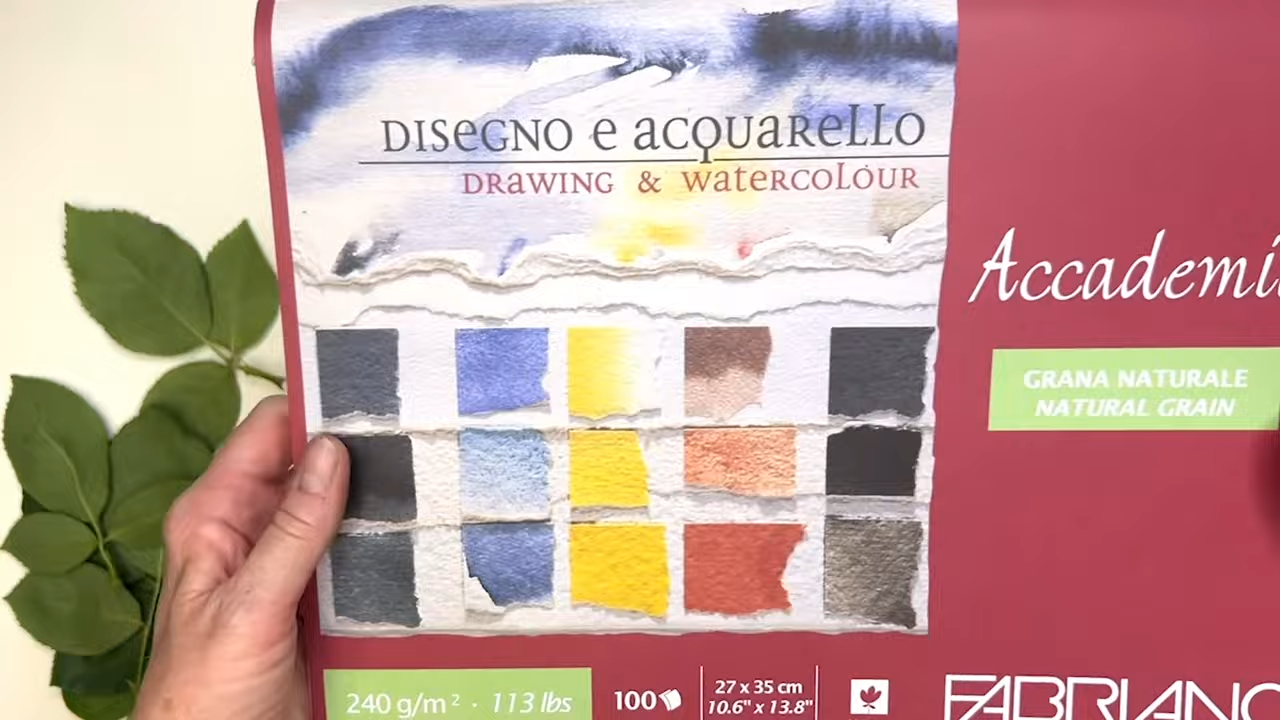 DISEGNO e acquarello
DRAWING & watercolour
Accademi
GRANA NATURALE
NATURAL GRAIN
240 g/m² · 113 lbs
100
27 x 35 cm
10.6" x 13.8"
FABRIANO